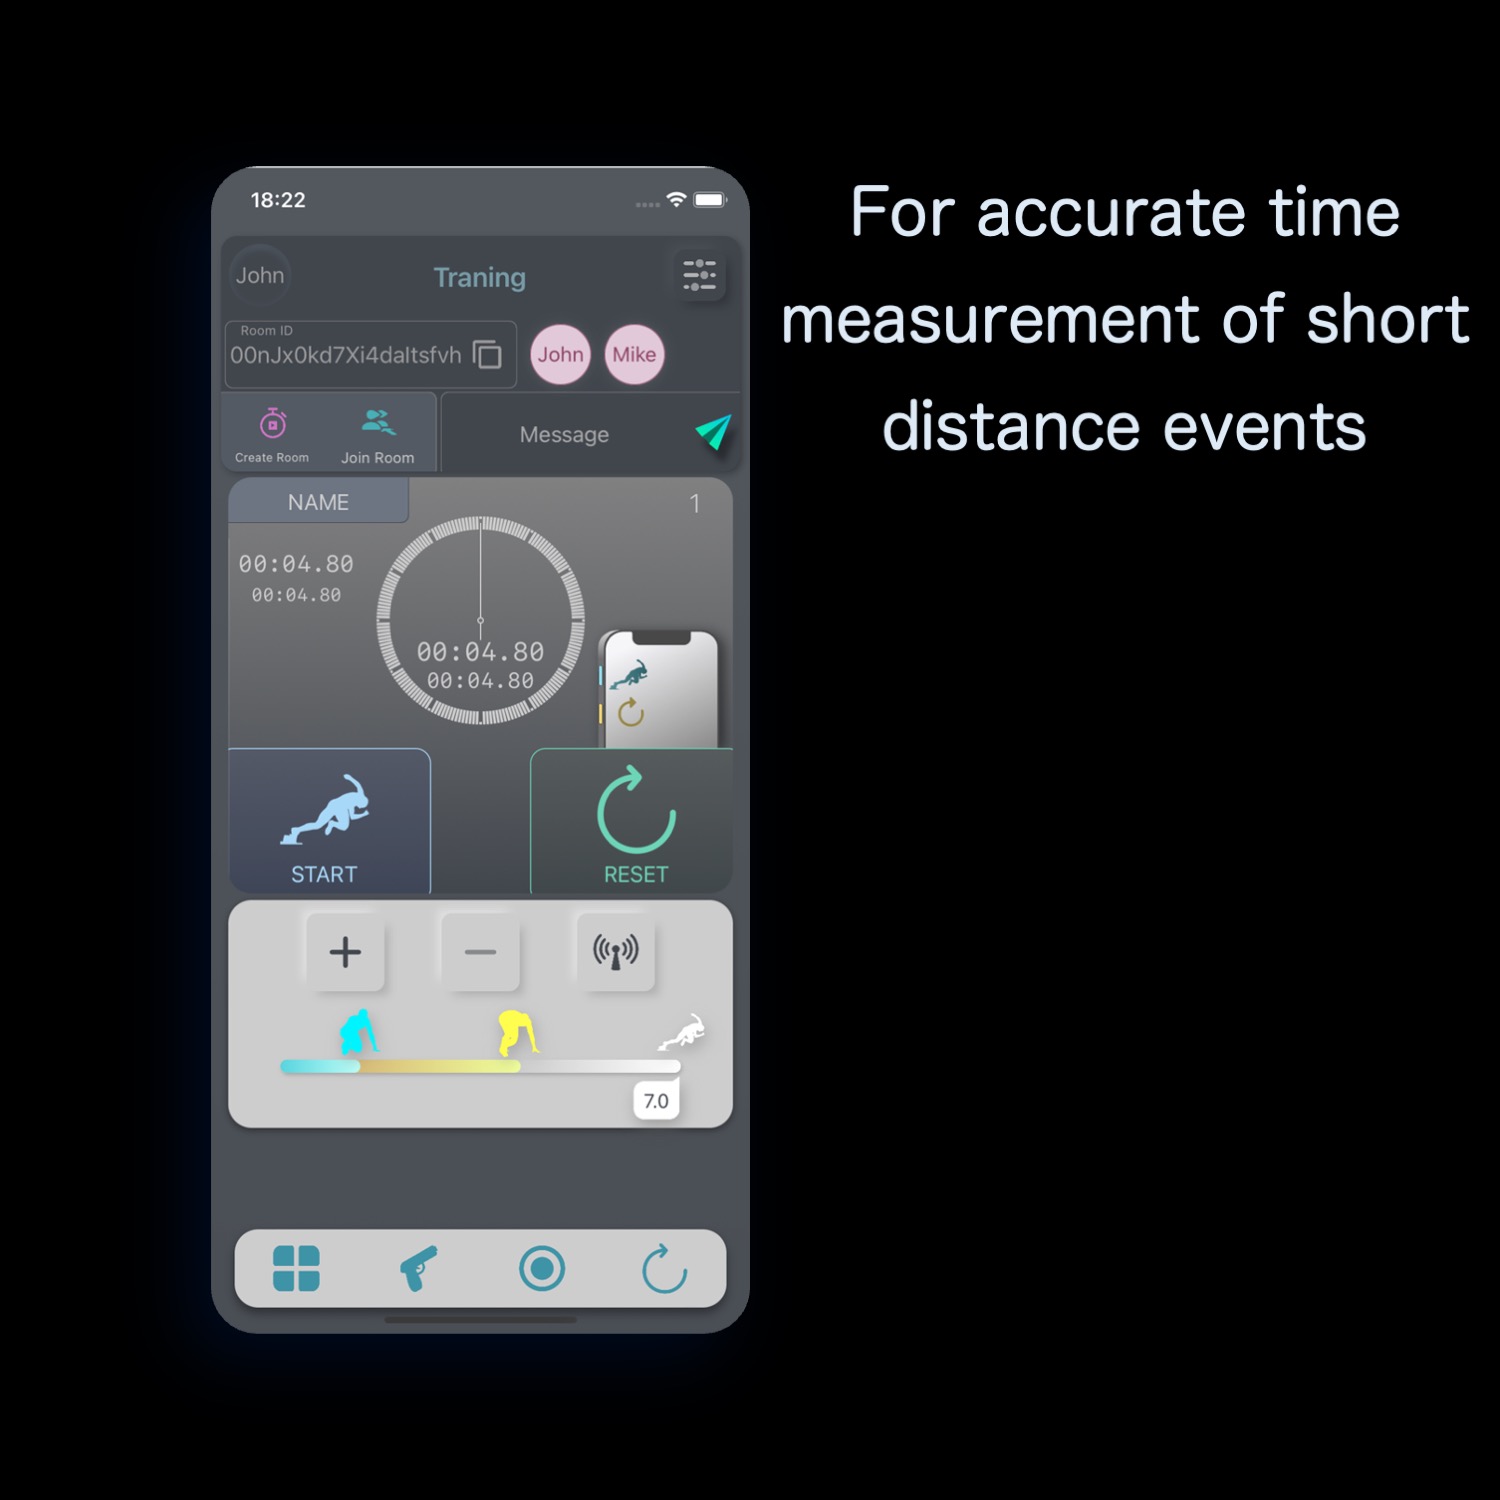 For accurate time
measurement of short
distance events
18:22
John
Traning
Room ID
00nJx0kd7Xi4daltsfvh
John
Mike
Create Room
Join Room
Message
NAME
1
00:04.80
00:04.80
00:04.80
00:04.80
START
RESET
7.0